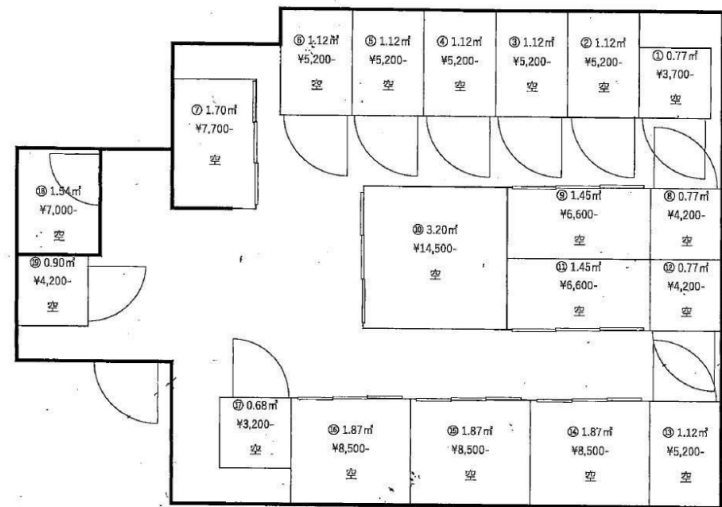 ⑥ 1.12㎡
¥5,200-
空
⑤ 1.12㎡
¥5,200-
空
④ 1.12㎡
¥5,200-
空
③ 1.12㎡
¥5,200-
空
② 1.12㎡
¥5,200-
空
① 0.77㎡
¥3,700-
空
⑦ 1.70㎡
¥7,700-
空
⑱ 1.54㎡
¥7,000-
空
⑲ 0.90㎡
¥4,200-
空
⑩ 3.20㎡
¥14,500-
空
⑨ 1.45㎡
¥6,600-
空
⑧ 0.77㎡
¥4,200-
空
⑪ 1.45㎡
¥6,600-
空
⑫ 0.77㎡
¥4,200-
空
⑰ 0.68㎡
¥3,200-
空
⑯ 1.87㎡
¥8,500-
空
⑮ 1.87㎡
¥8,500-
空
⑭ 1.87㎡
¥8,500-
空
⑬ 1.12㎡
¥5,200-
空